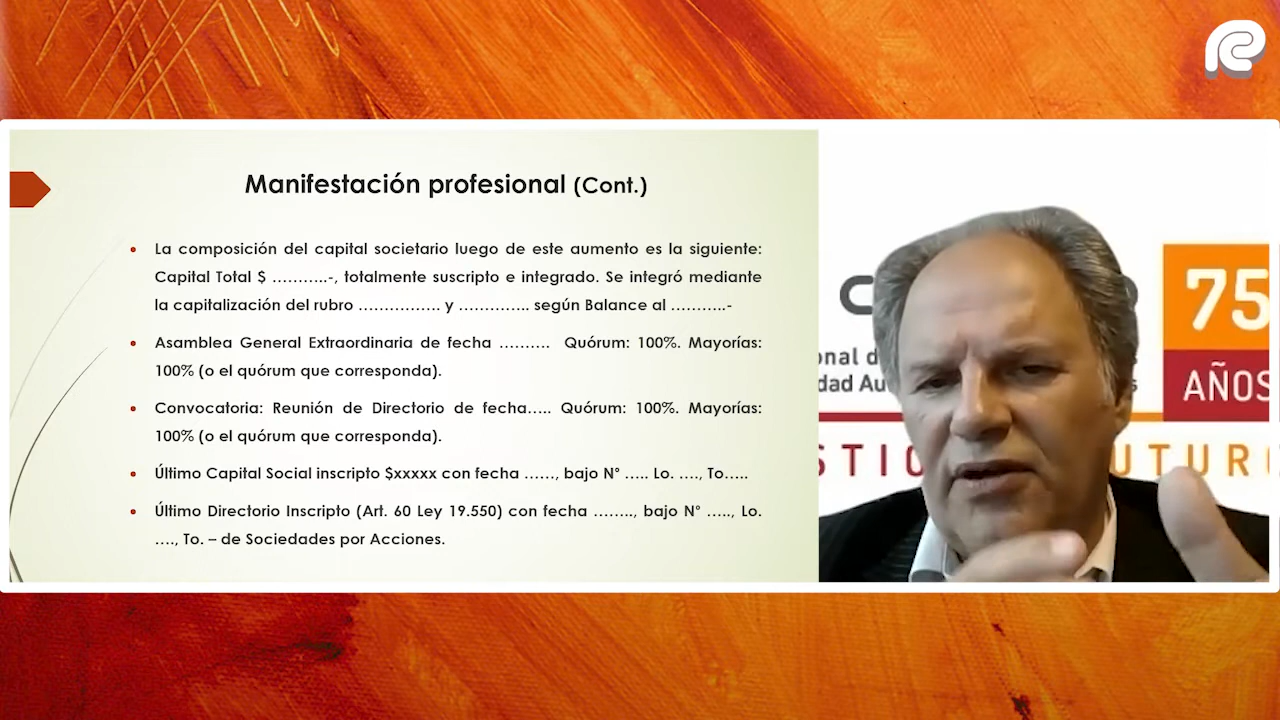 Manifestación profesional (Cont.)
La composición del capital societario luego de este aumento es la siguiente:
Capital Total $ ………..-, totalmente suscripto e integrado. Se integró mediante
la capitalización del rubro ……………. y ………….. según Balance al ………..-
Asamblea General Extraordinaria de fecha ………. Quórum: 100%. Mayorías:
100% (o el quórum que corresponda).
Convocatoria: Reunión de Directorio de fecha….. Quórum: 100%. Mayorías:
100% (o el quórum que corresponda).
Último Capital Social inscripto $xxxxx con fecha ……, bajo N° ….. Lo. …., To…..
Último Directorio Inscripto (Art. 60 Ley 19.550) con fecha …….., bajo N° ….., Lo.
…., To. – de Sociedades por Acciones.
75
AÑOS